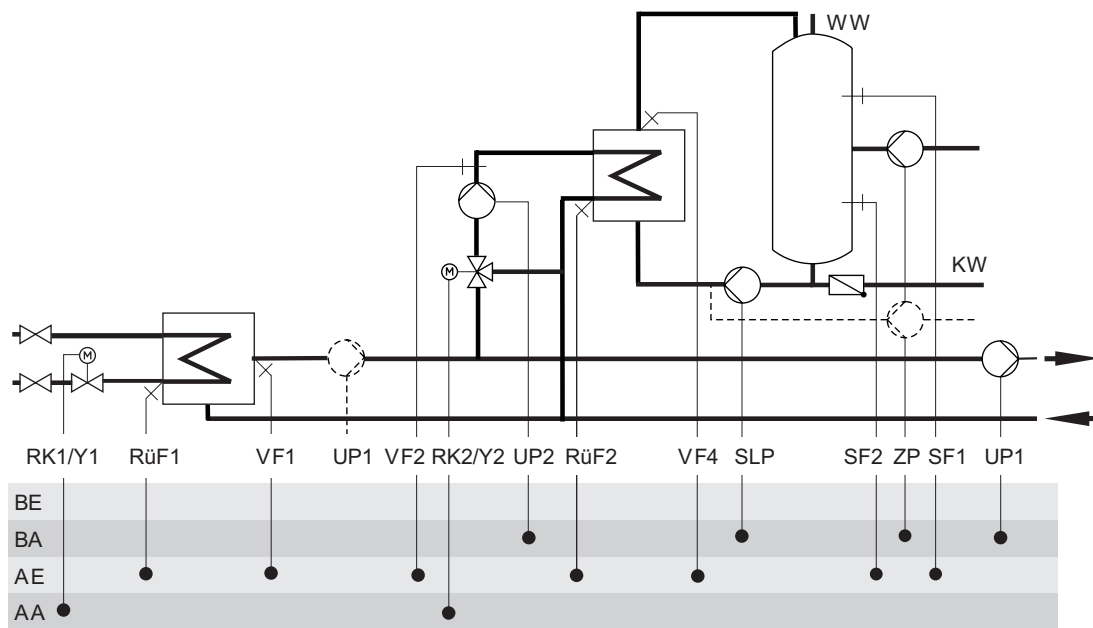 WW
KW
M
M
RK1/Y1 RüF1 VF1 UP1 VF2 RK2/Y2 UP2 RüF2 VF4 SLP SF2 ZP SF1 UP1
BE
BA
AE
AA